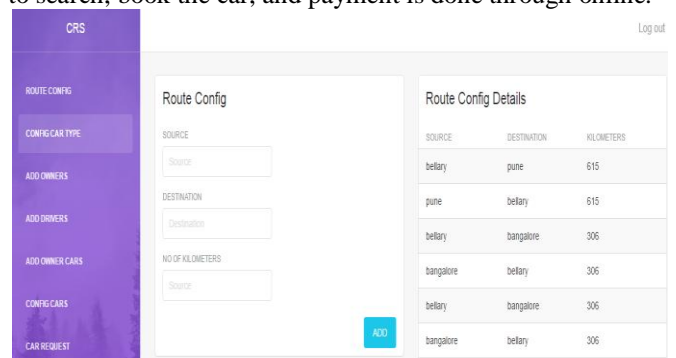 to search, book the car, and payment is done through online.
CRS
Log out
ROUTE CONFIG
CONFIG CAR TYPE
ADD OWNERS
ADD DRIVERS
ADD OWNER CARS
CONFIG CARS
CAR REQUEST
Route Config
SOURCE
Source
DESTINATION
Destination
NO OF KILOMETERS
Source
ADD
Route Config Details
SOURCE DESTINATION KILOMETERS
bellary pune 615
pune bellary 615
bellary bangalore 306
bangalore bellary 306
bellary bangalore 306
bangalore bellary 306